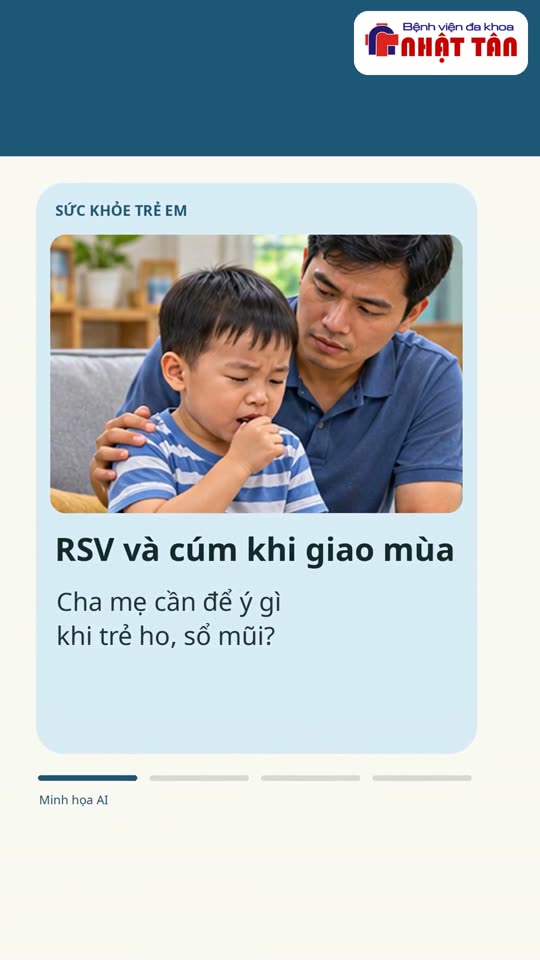 Bệnh viện đa khoa
NHẬT TÂN
SỨC KHỎE TRẺ EM
RSV và cúm khi giao mùa
Cha mẹ cần để ý gì
khi trẻ ho, sổ mũi?
Minh họa AI